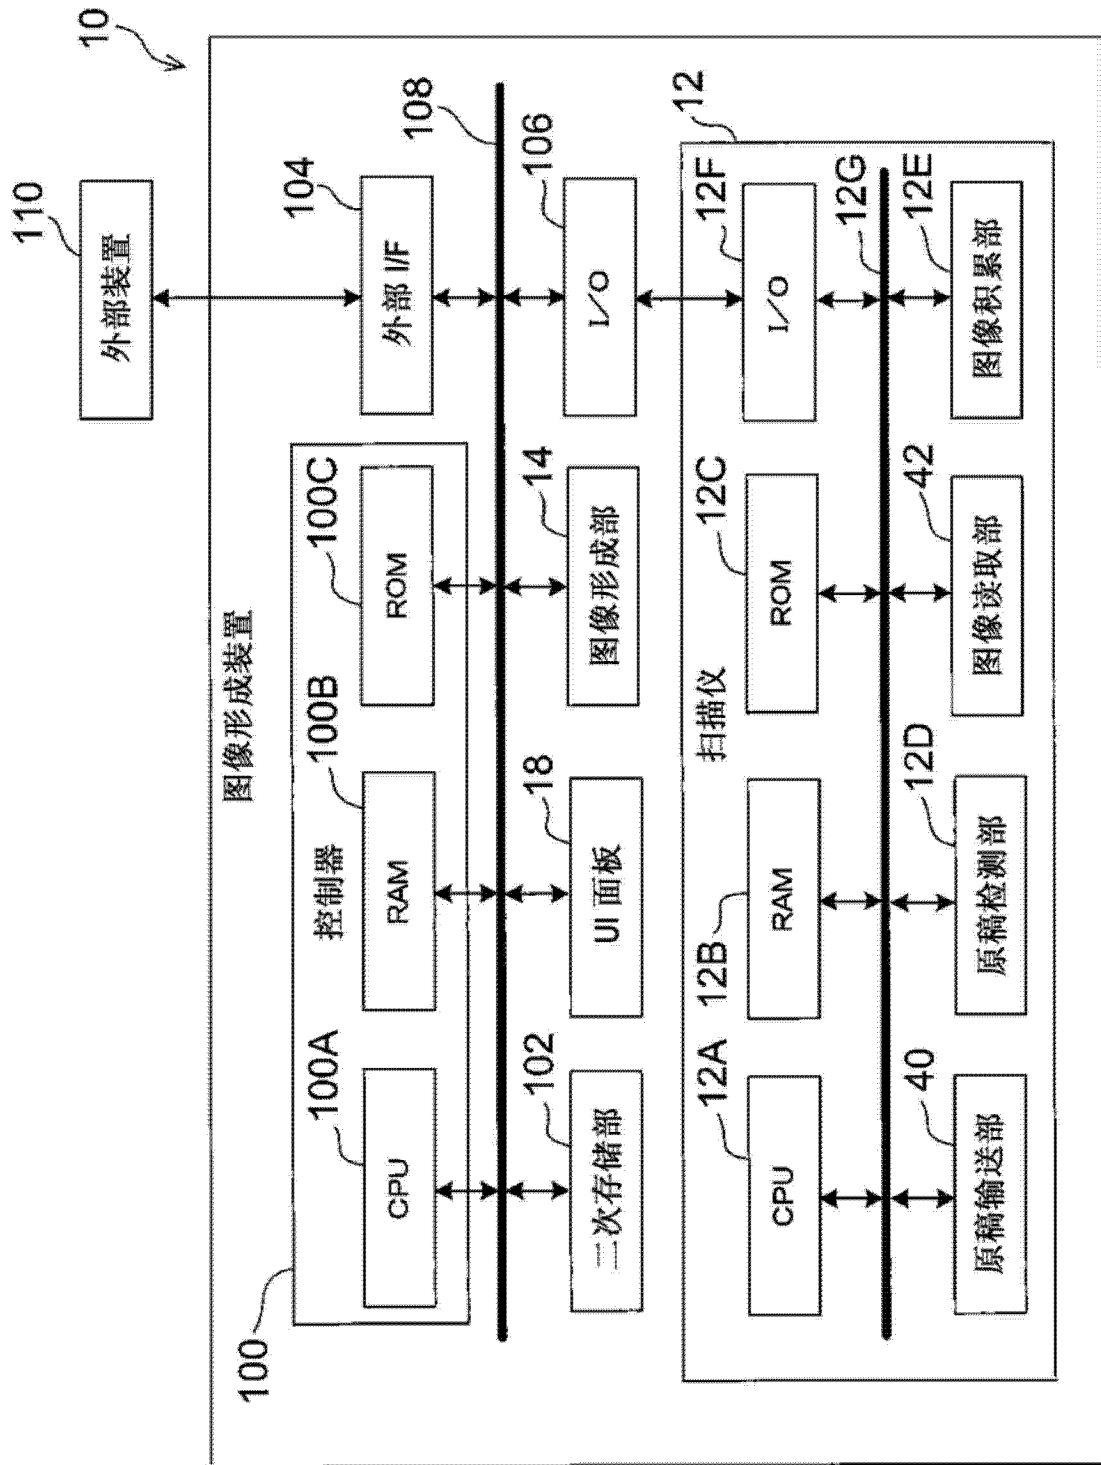 10
110
外部装置
图像形成装置
100
控制器
100A
CPU
100B
RAM
100C
ROM
104
外部 I/F
108
102
二次存储部
18
UI 面板
14
图像形成部
106
I/O
12
扫描仪
12A
CPU
12B
RAM
12C
ROM
12F
I/O
12G
40
原稿输送部
12D
原稿检测部
42
图像读取部
12E
图像积累部